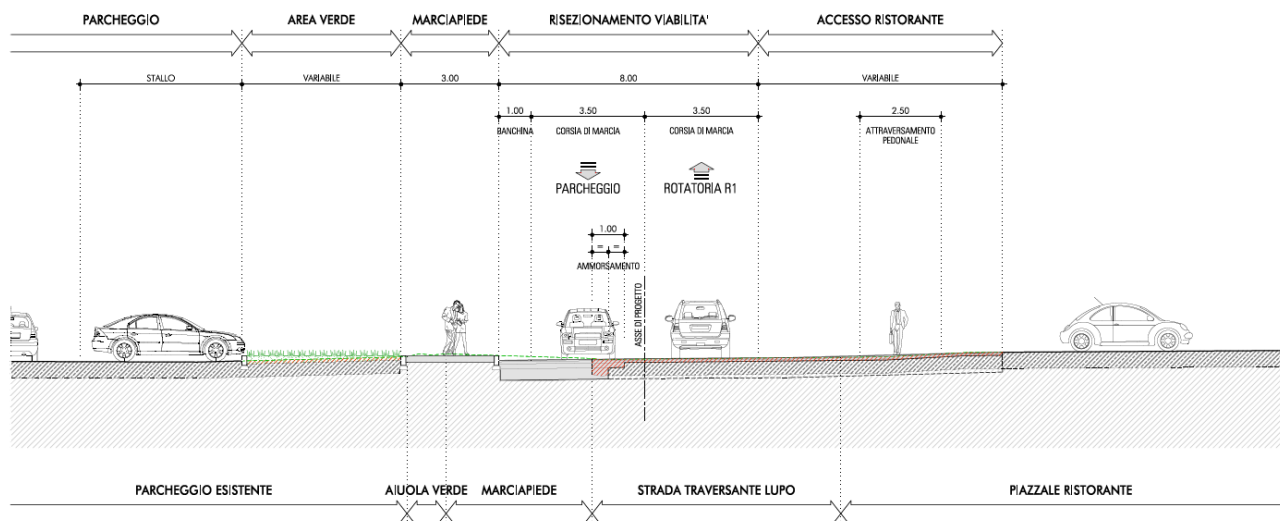 PARCHEGGIO
AREA VERDE
MARCIAPIEDE
RISEZIONAMENTO VIABILITA'
ACCESSO RISTORANTE
STALLO
VARIABILE
3.00
8.00
VARIABILE
1.00
3.50
3.50
2.50
BANCHINA
CORSIA DI MARCIA
CORSIA DI MARCIA
ATTRAVERSAMENTO
PEDONALE
PARCHEGGIO
ROTATORIA R1
1.00
= =
AMMORSAMENTO
ASSE DI PROGETTO
PARCHEGGIO ESISTENTE
AIUOLA VERDE
MARCIAPIEDE
STRADA TRAVERSANTE LUPO
PIAZZALE RISTORANTE